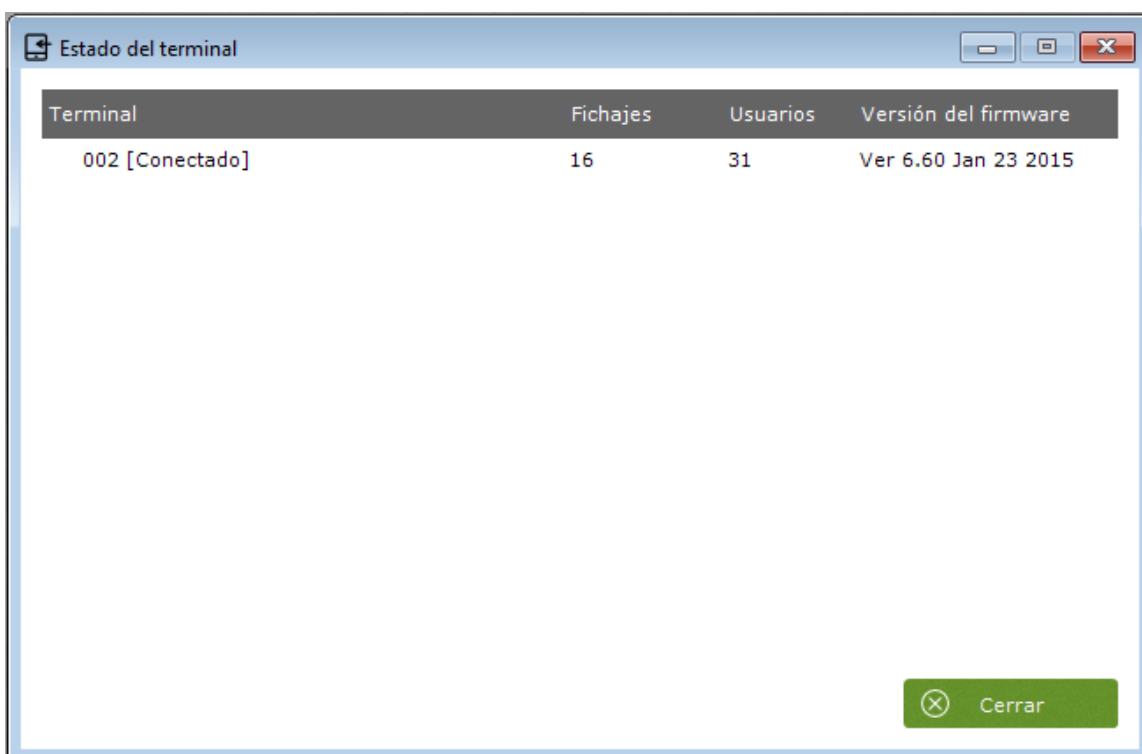 Estado del terminal
Terminal Fichajes Usuarios Versión del firmware
002 [Conectado] 16 31 Ver 6.60 Jan 23 2015
Cerrar